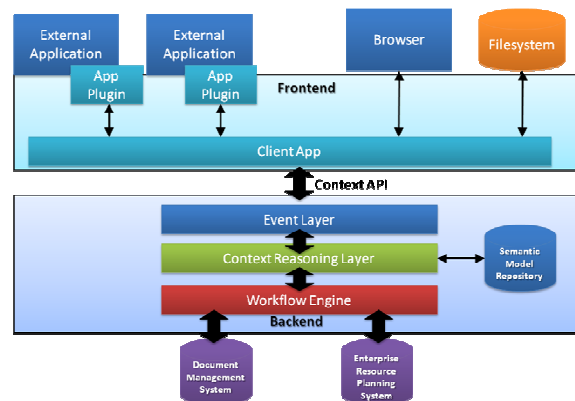 External
Application
External
Application
Browser
Filesystem
App
Plugin
App
Plugin
Frontend
Client App
Context API
Event Layer
Context Reasoning Layer
Semantic
Model
Repository
Workflow Engine
Backend
Document
Management
System
Enterprise
Resource
Planning
System